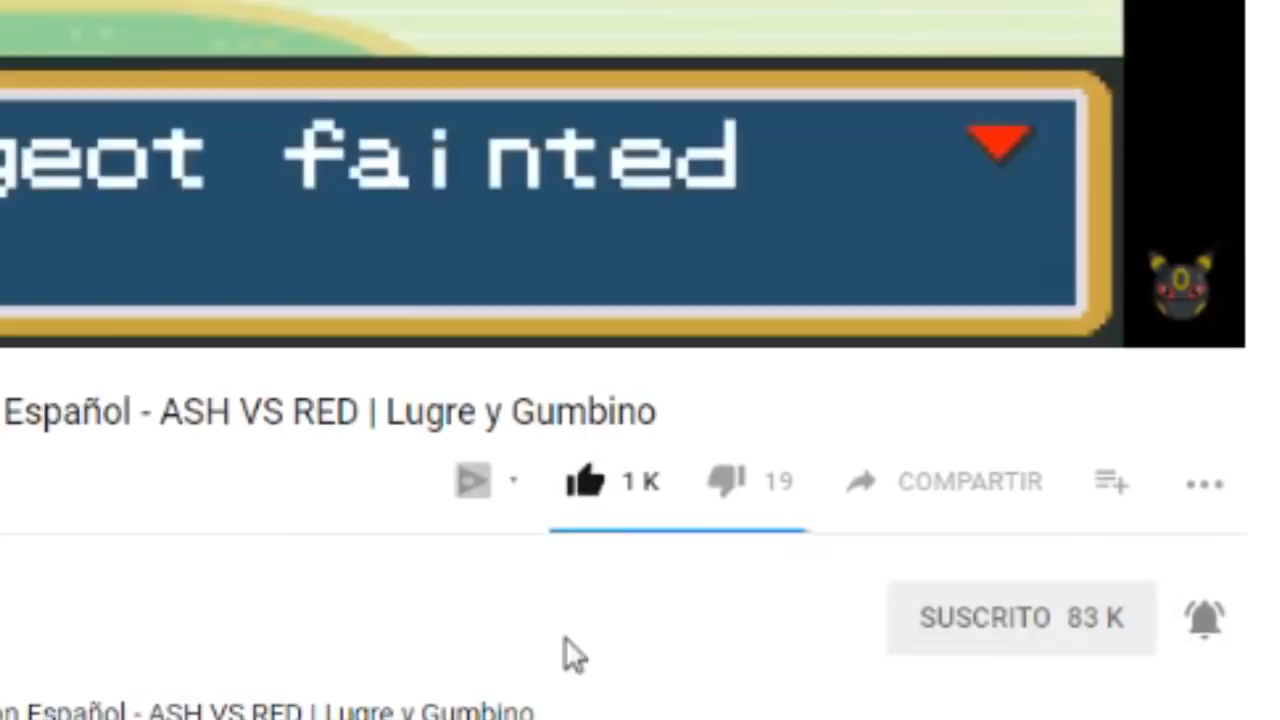 geot fainted
Español - ASH VS RED | Lugre y Gumbino
1 K 19 COMPARTIR
SUSCRITO 83 K
on Español - ASH VS RED | Lugre y Gumbino